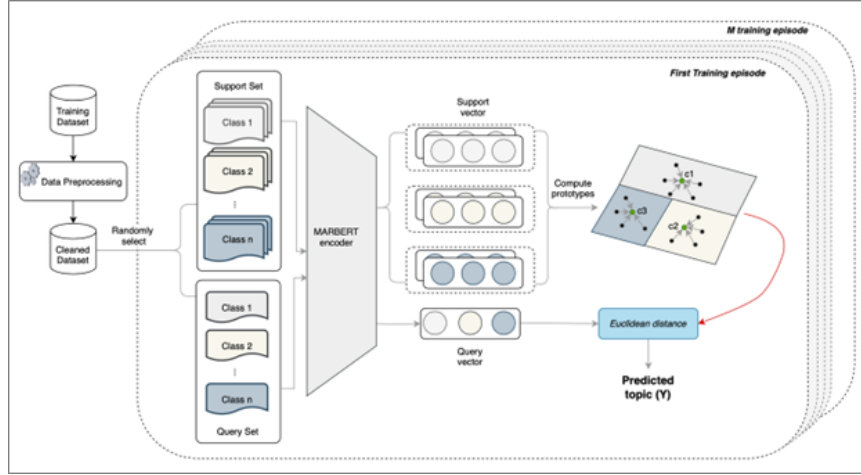 M training episode
First Training episode
Training
Dataset
Data Preprocessing
Cleaned
Dataset
Randomly
select
Support Set
Class 1
Class 2
⋮
Class n
Class 1
Class 2
⋮
Class n
Query Set
MARBERT
encoder
Support
vector
Query
vector
Compute
prototypes
c1
c3
c2
Euclidean distance
Predicted
topic (Y)